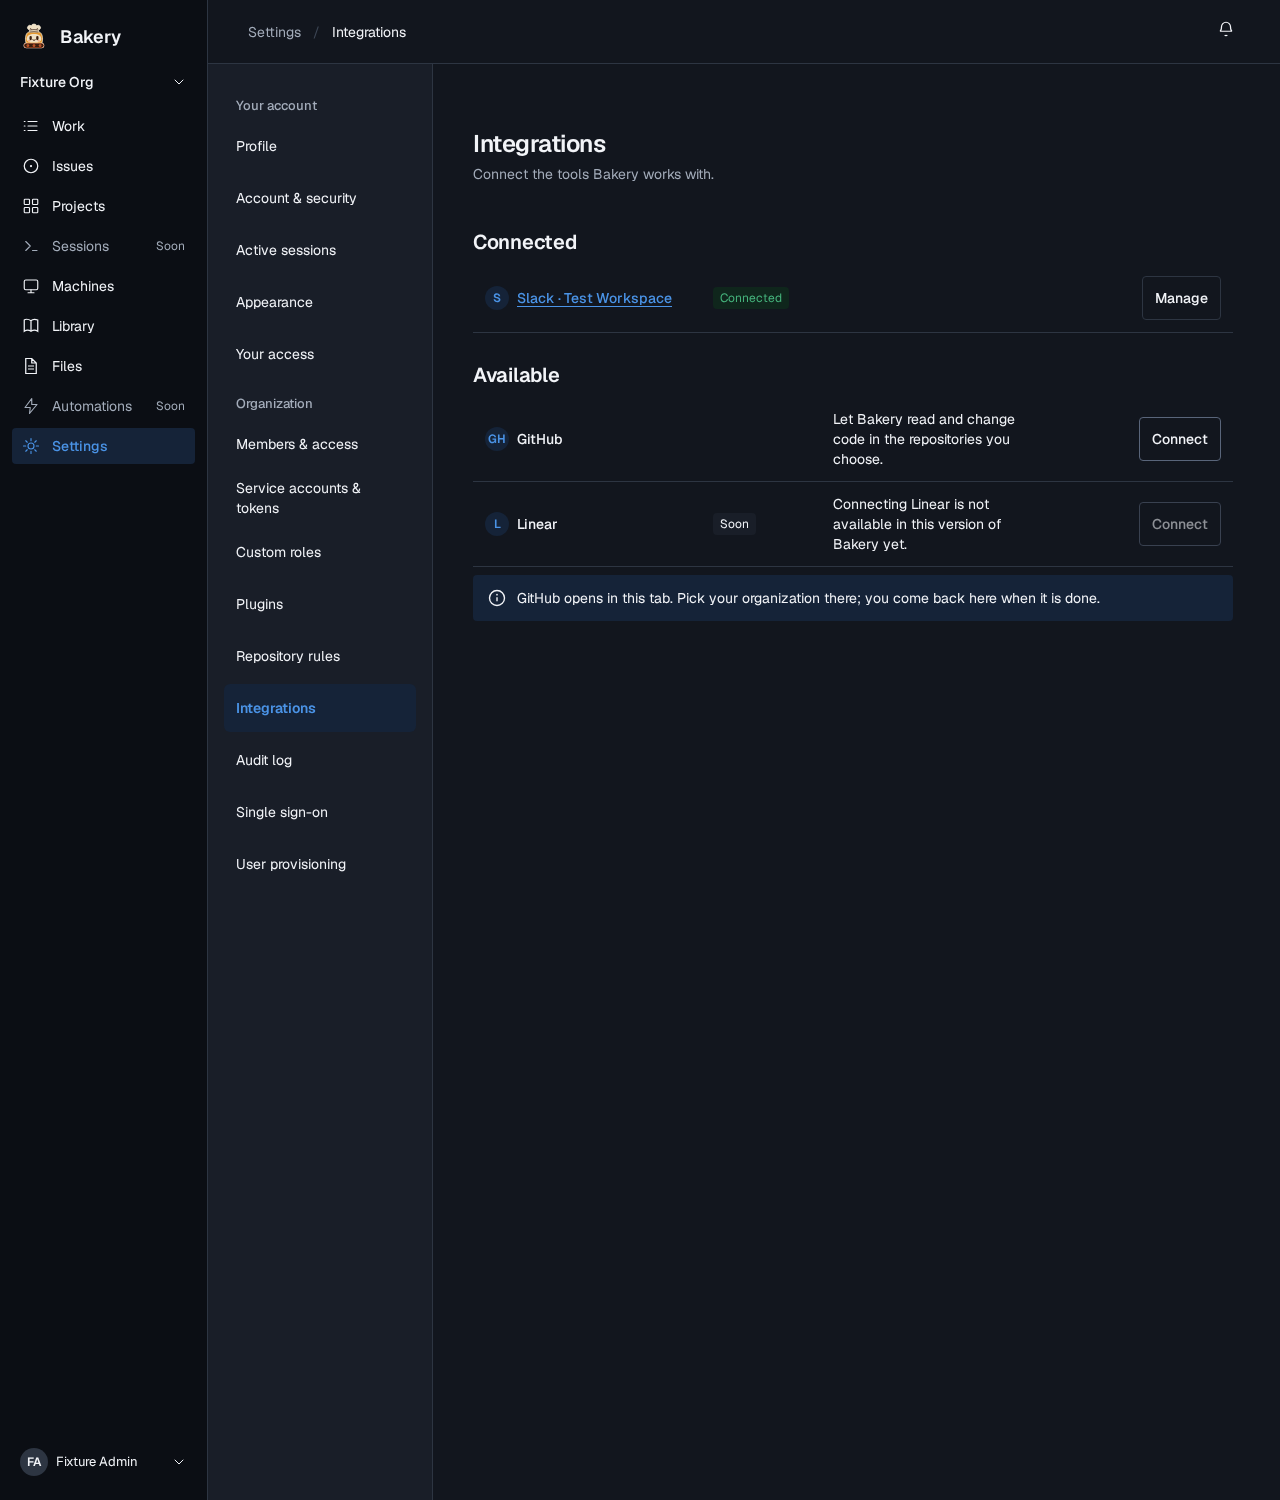 Bakery
Fixture Org
Work
Issues
Projects
Sessions Soon
Machines
Library
Files
Automations Soon
Settings
FA Fixture Admin
Settings / Integrations
Your account
Profile
Account & security
Active sessions
Appearance
Your access
Organization
Members & access
Service accounts &
tokens
Custom roles
Plugins
Repository rules
Integrations
Audit log
Single sign-on
User provisioning
Integrations
Connect the tools Bakery works with.
Connected
S Slack · Test Workspace Connected Manage
Available
GH GitHub
Let Bakery read and change
code in the repositories you
choose.
Connect
L Linear Soon
Connecting Linear is not
available in this version of
Bakery yet.
Connect
GitHub opens in this tab. Pick your organization there; you come back here when it is done.